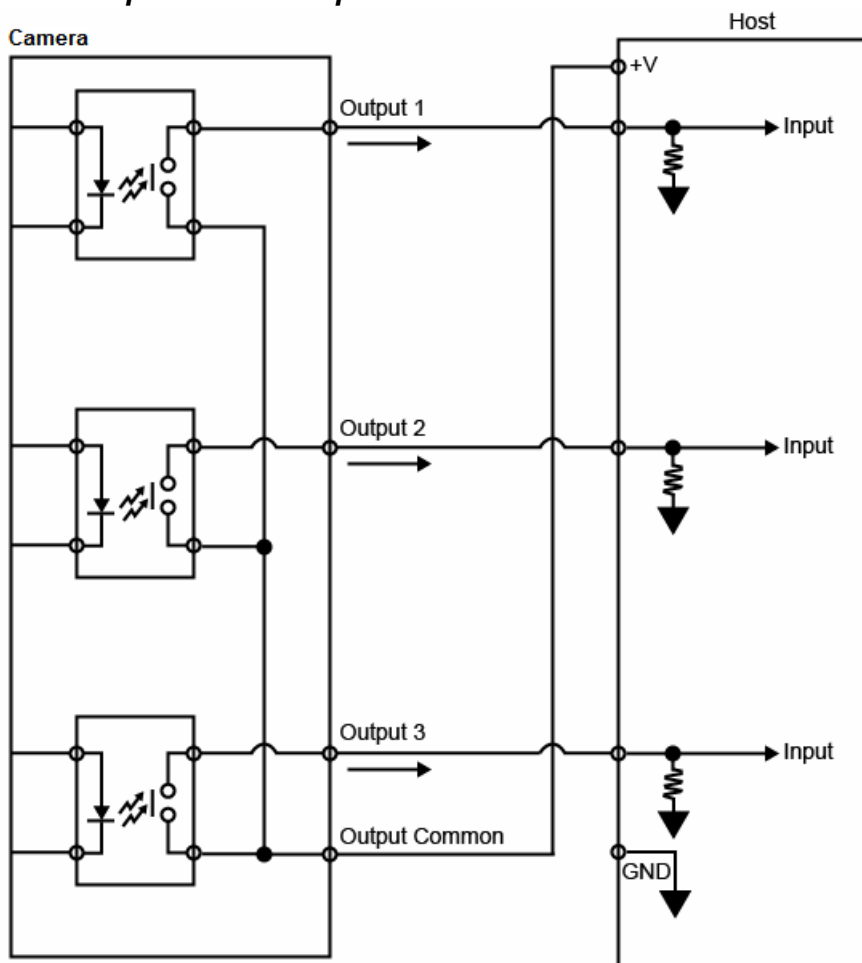 Host
Camera
+V
Output 1
Input
Output 2
Input
Output 3
Input
Output Common
GND